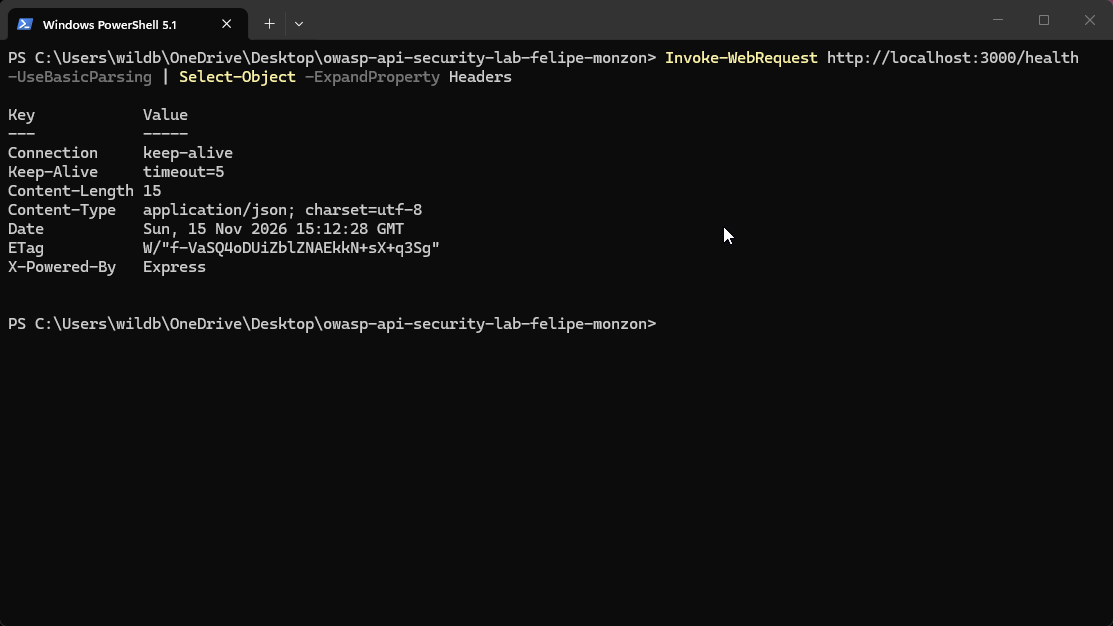 Windows PowerShell 5.1
PS C:\Users\wildb\OneDrive\Desktop\owasp-api-security-lab-felipe-monzon> Invoke-WebRequest http://localhost:3000/health
-UseBasicParsing | Select-Object -ExpandProperty Headers
Key Value
--- -----
Connection keep-alive
Keep-Alive timeout=5
Content-Length 15
Content-Type application/json; charset=utf-8
Date Sun, 15 Nov 2026 15:12:28 GMT
ETag W/"f-VaSQ4oDUiZblZNAEkkN+sX+q3Sg"
X-Powered-By Express
PS C:\Users\wildb\OneDrive\Desktop\owasp-api-security-lab-felipe-monzon>